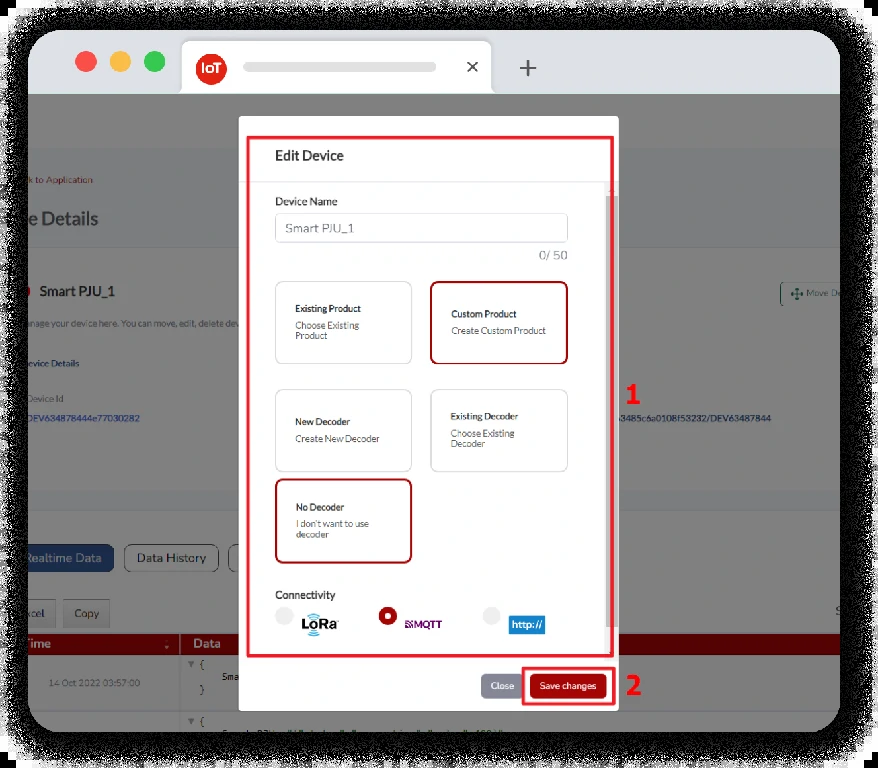 IoT
k to Application
e Details
Edit Device
Device Name
Smart PJU_1
0/ 50
Smart PJU_1
Move De
nage your device here. You can move, edit, delete dev
Existing Product
Choose Existing
Product
Custom Product
Create Custom Product
evice Details
Device Id
DEV634878444e77030282
3485c6a0108f53232/DEV63487844
1
New Decoder
Create New Decoder
Existing Decoder
Choose Existing
Decoder
No Decoder
I don't want to use
decoder
Realtime Data
Data History
Connectivity
LoRa
MQTT
http://
xcel
Copy
S
Time
Data
14 Oct 2022 03:57:00
{
Sma
}
{
Close
Save changes
2